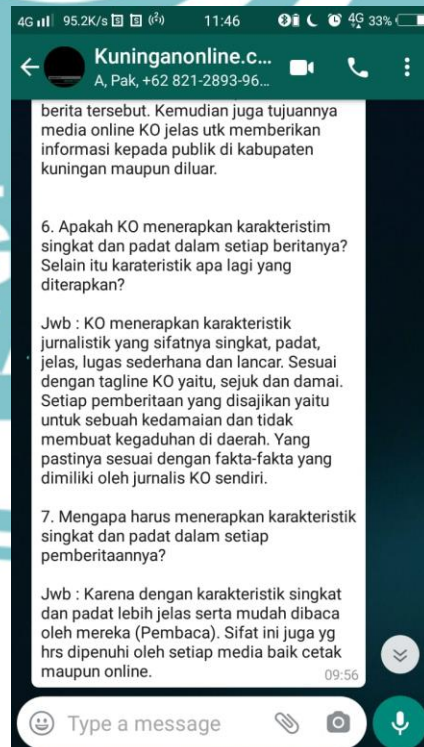 4G 95.2K/s 11:46 4G 33%
Kuninganonline.c...
A, Pak, +62 821-2893-96...
berita tersebut. Kemudian juga tujuannya
media online KO jelas utk memberikan
informasi kepada publik di kabupaten
kuningan maupun diluar.
6. Apakah KO menerapkan karakteristim
singkat dan padat dalam setiap beritanya?
Selain itu karateristik apa lagi yang
diterapkan?
Jwb : KO menerapkan karakteristik
jurnalistik yang sifatnya singkat, padat,
jelas, lugas sederhana dan lancar. Sesuai
dengan tagline KO yaitu, sejuk dan damai.
Setiap pemberitaan yang disajikan yaitu
untuk sebuah kedamaian dan tidak
membuat kegaduhan di daerah. Yang
pastinya sesuai dengan fakta-fakta yang
dimiliki oleh jurnalis KO sendiri.
7. Mengapa harus menerapkan karakteristik
singkat dan padat dalam setiap
pemberitaannya?
Jwb : Karena dengan karakteristik singkat
dan padat lebih jelas serta mudah dibaca
oleh mereka (Pembaca). Sifat ini juga yg
hrs dipenuhi oleh setiap media baik cetak
maupun online.
09:56
Type a message